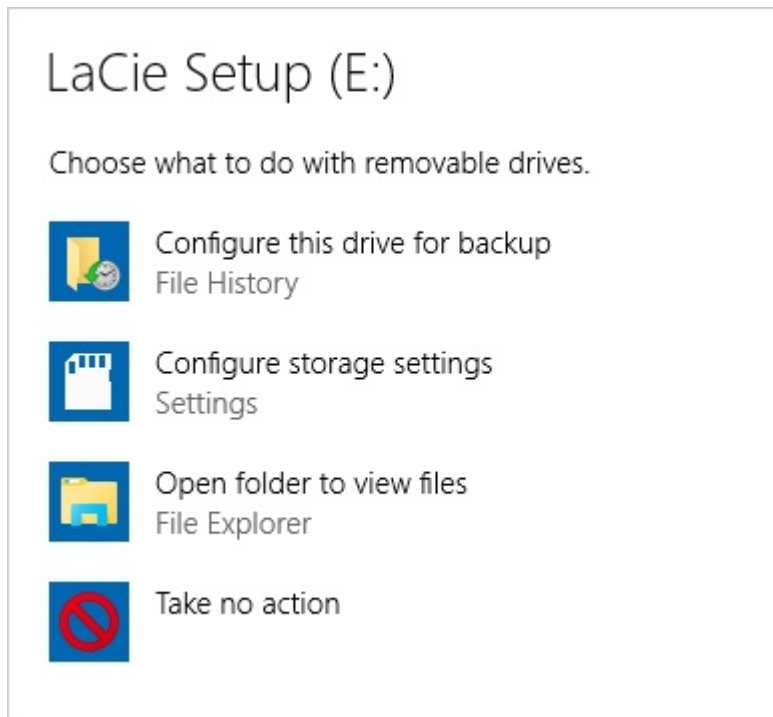 LaCie Setup (E:)
Choose what to do with removable drives.
Configure this drive for backup
File History
Configure storage settings
Settings
Open folder to view files
File Explorer
Take no action